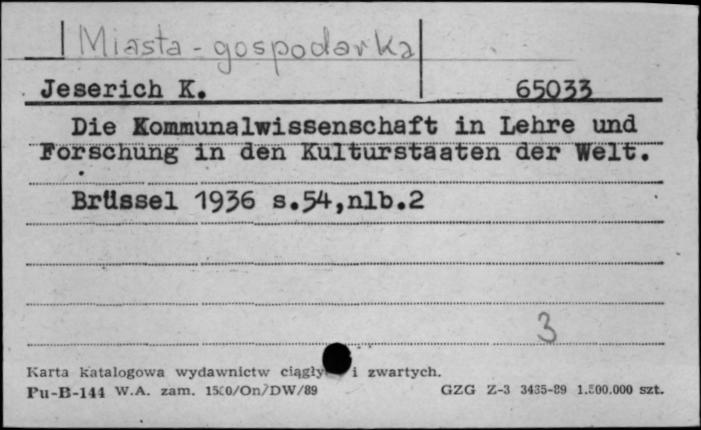 Miasta - gospodarka
Jeserich K. 65033
Die Kommunalwissenschaft in Lehre und
Forschung in den Kulturstaaten der Welt.
Brüssel 1936 s.54,nlb.2
3
Karta katalogowa wydawnictw i zwartych.
Pu-B-144 W.A. zam. /On/DW/89 GZG Z-3 3435-89 1.500.000 szt.